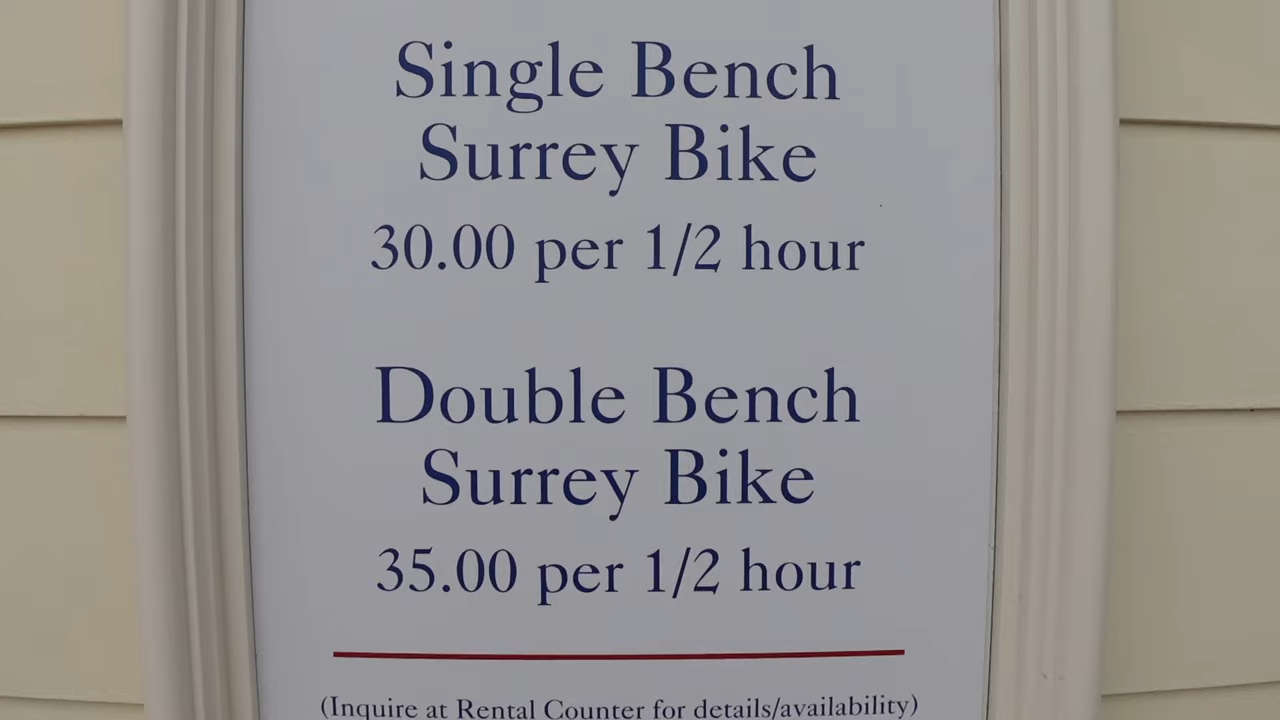 Single Bench
Surrey Bike
30.00 per 1/2 hour
Double Bench
Surrey Bike
35.00 per 1/2 hour
(Inquire at Rental Counter for details/availability)